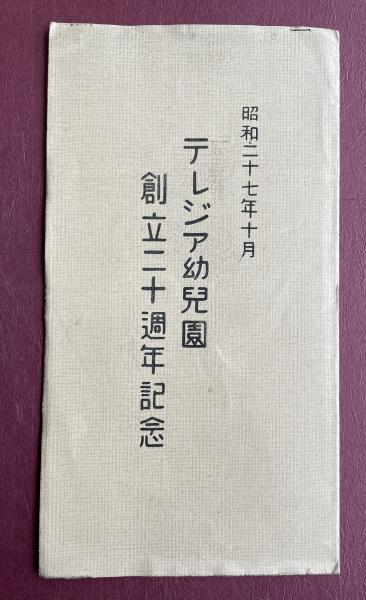 昭和二十七年十月
テレジア幼兒園
創立二十週年記念